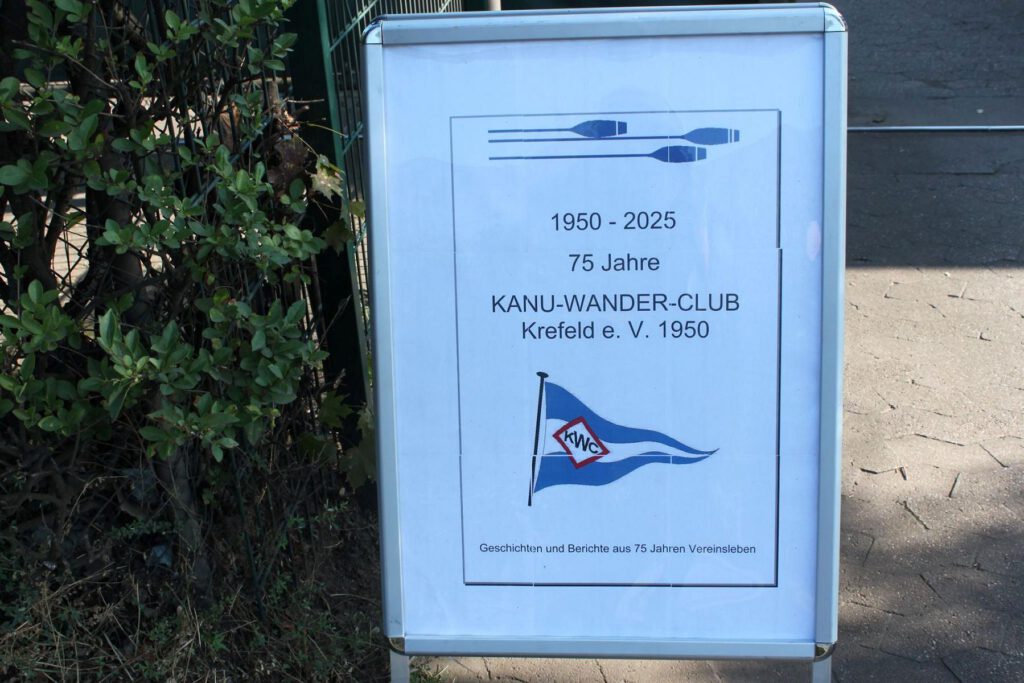 1950 - 2025
75 Jahre
KANU-WANDER-CLUB
Krefeld e. V. 1950
KWC
Geschichten und Berichte aus 75 Jahren Vereinsleben